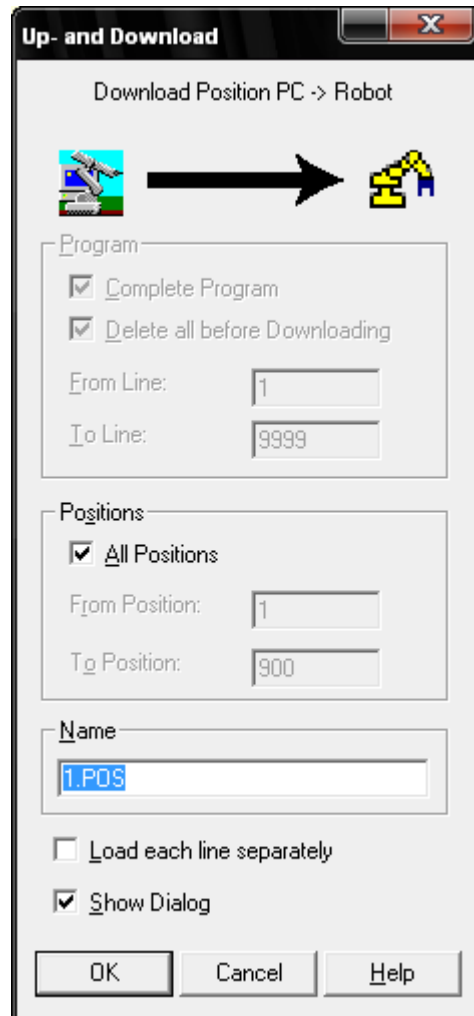 Up- and Download
Download Position PC -> Robot
Program
Complete Program
Delete all before Downloading
From Line: 1
To Line: 9999
Positions
All Positions
From Position: 1
To Position: 900
Name
1.POS
Load each line separately
Show Dialog
OK Cancel Help